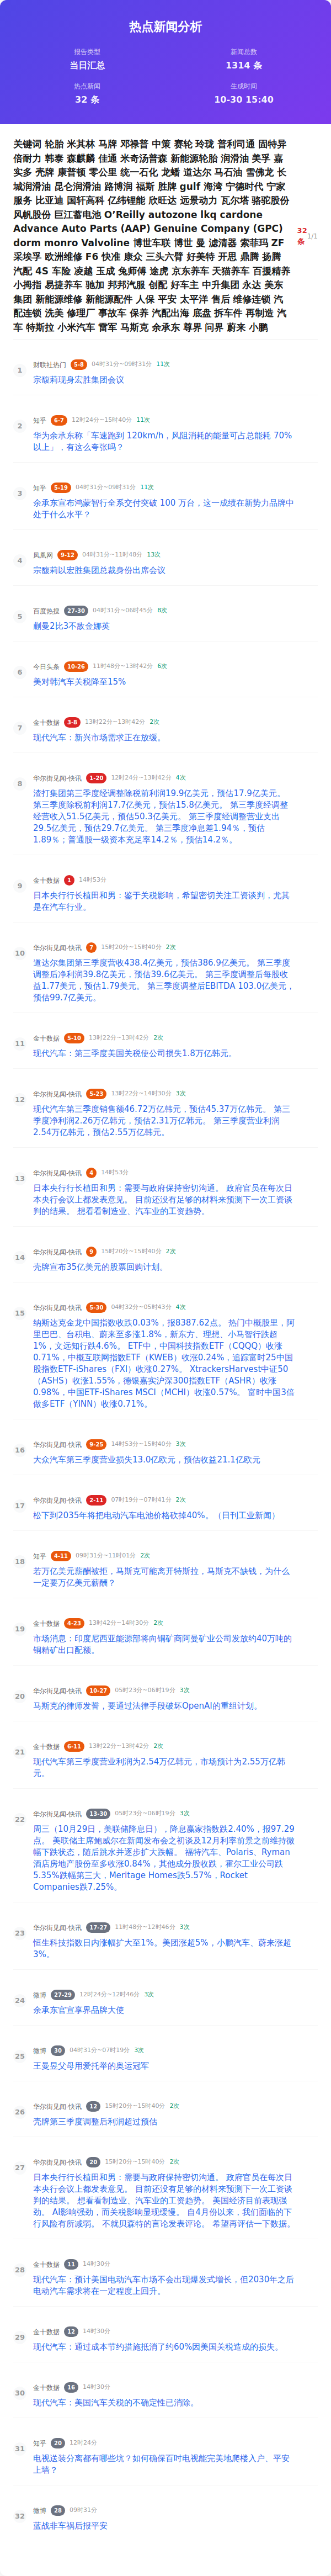 热点新闻分析
报告类型
新闻总数
当日汇总
1314 条
热点新闻
生成时间
32 条
10-30 15:40
关键词 轮胎 米其林 马牌 邓禄普 中策 赛轮 玲珑 普利司通 固特异
倍耐力 韩泰 森麒麟 佳通 米奇汤普森 新能源轮胎 润滑油 美孚 嘉
实多 壳牌 康普顿 零公里 统一石化 龙蟠 道达尔 马石油 雪佛龙 长
城润滑油 昆仑润滑油 路博润 福斯 胜牌 gulf 海湾 宁德时代 宁家
服务 比亚迪 国轩高科 亿纬锂能 欣旺达 远景动力 瓦尔塔 骆驼股份
风帆股份 巨江蓄电池 O’Reilly autozone lkq cardone
Advance Auto Parts (AAP) Genuine Company (GPC)
dorm mono Valvoline 博世车联 博世 曼 滤清器 索菲玛 ZF
采埃孚 欧洲维修 F6 快准 康众 三头六臂 好美特 开思 鼎腾 腾腾
汽配 4S 车险 凌越 玉成 兔师傅 途虎 京东养车 天猫养车 百援精养
小拇指 易捷养车 驰加 邦邦汽服 创配 好车主 中升集团 永达 美东
集团 新能源维修 新能源配件 人保 平安 太平洋 售后 维修连锁 汽
配连锁 洗美 修理厂 事故车 保养 汽配出海 底盘 拆车件 再制造 汽
车 特斯拉 小米汽车 雷军 马斯克 余承东 尊界 问界 蔚来 小鹏
32
条
1/1
1
财联社热门 5-8 04时31分~09时31分 11次
宗馥莉现身宏胜集团会议
2
知乎 6-7 12时24分~15时40分 11次
华为余承东称「车速跑到 120km/h，风阻消耗的能量可占总能耗 70%
以上」，有这么夸张吗？
3
知乎 5-19 04时31分~09时31分 11次
余承东宣布鸿蒙智行全系交付突破 100 万台，这一成绩在新势力品牌中
处于什么水平？
4
凤凰网 9-12 04时31分~11时48分 13次
宗馥莉以宏胜集团总裁身份出席会议
5
百度热搜 27-30 04时31分~06时45分 8次
蒯曼2比3不敌金娜英
6
今日头条 10-26 11时48分~13时42分 6次
美对韩汽车关税降至15%
7
金十数据 3-8 13时22分~13时42分 2次
现代汽车：新兴市场需求正在放缓。
8
华尔街见闻-快讯 1-20 12时24分~13时42分 4次
渣打集团第三季度经调整除税前利润19.9亿美元，预估17.9亿美元。
第三季度除税前利润17.7亿美元，预估15.8亿美元。 第三季度经调整
经营收入51.5亿美元，预估50.3亿美元。 第三季度经调整营业支出
29.5亿美元，预估29.7亿美元。 第三季度净息差1.94％，预估
1.89％；普通股一级资本充足率14.2％，预估14.2％。
9
金十数据 1 14时53分
日本央行行长植田和男：鉴于关税影响，希望密切关注工资谈判，尤其
是在汽车行业。
10
华尔街见闻-快讯 7 15时20分~15时40分 2次
道达尔集团第三季度营收438.4亿美元，预估386.9亿美元。 第三季度
调整后净利润39.8亿美元，预估39.6亿美元。 第三季度调整后每股收
益1.77美元，预估1.79美元。 第三季度调整后EBITDA 103.0亿美元，
预估99.7亿美元。
11
金十数据 5-10 13时22分~13时42分 2次
现代汽车：第三季度美国关税使公司损失1.8万亿韩元。
12
华尔街见闻-快讯 5-23 13时22分~14时30分 3次
现代汽车第三季度销售额46.72万亿韩元，预估45.37万亿韩元。 第三
季度净利润2.26万亿韩元，预估2.31万亿韩元。 第三季度营业利润
2.54万亿韩元，预估2.55万亿韩元。
13
华尔街见闻-快讯 4 14时53分
日本央行行长植田和男：需要与政府保持密切沟通。 政府官员在每次日
本央行会议上都发表意见。 目前还没有足够的材料来预测下一次工资谈
判的结果。 想看看制造业、汽车业的工资趋势。
14
华尔街见闻-快讯 9 15时20分~15时40分 2次
壳牌宣布35亿美元的股票回购计划。
15
华尔街见闻-快讯 5-30 04时32分~05时43分 4次
纳斯达克金龙中国指数收跌0.03%，报8387.62点。 热门中概股里，阿
里巴巴、台积电、蔚来至多涨1.8%，新东方、理想、小马智行跌超
1%，文远知行跌4.6%。 ETF中，中国科技指数ETF（CQQQ）收涨
0.71%，中概互联网指数ETF（KWEB）收涨0.24%，追踪富时25中国
股指数ETF-iShares（FXI）收涨0.27%。 XtrackersHarvest中证50
0（ASHS）收涨1.55%，德银嘉实沪深300指数ETF（ASHR）收涨
0.98%，中国ETF-iShares MSCI（MCHI）收涨0.57%。 富时中国3倍
做多ETF（YINN）收涨0.71%。
16
华尔街见闻-快讯 9-25 14时53分~15时40分 3次
大众汽车第三季度营业损失13.0亿欧元，预估收益21.1亿欧元
17
华尔街见闻-快讯 2-11 07时19分~07时41分 2次
松下到2035年将把电动汽车电池价格砍掉40%。（日刊工业新闻）
18
知乎 4-11 09时31分~11时01分 2次
若万亿美元薪酬被拒，马斯克可能离开特斯拉，马斯克不缺钱，为什么
一定要万亿美元薪酬？
19
金十数据 4-23 13时42分~14时30分 2次
市场消息：印度尼西亚能源部将向铜矿商阿曼矿业公司发放约40万吨的
铜精矿出口配额。
20
华尔街见闻-快讯 10-27 05时23分~06时19分 3次
马斯克的律师发誓，要通过法律手段破坏OpenAI的重组计划。
21
金十数据 6-11 13时22分~13时42分 2次
现代汽车第三季度营业利润为2.54万亿韩元，市场预计为2.55万亿韩
元。
22
华尔街见闻-快讯 13-30 05时23分~06时19分 3次
周三（10月29日，美联储降息日），降息赢家指数跌2.40%，报97.29
点。 美联储主席鲍威尔在新闻发布会之初谈及12月利率前景之前维持微
幅下跌状态，随后跳水并逐步扩大跌幅。 福特汽车、Polaris、Ryman
酒店房地产股份至多收涨0.84%，其他成分股收跌，霍尔工业公司跌
5.35%跌幅第三大，Meritage Homes跌5.57%，Rocket
Companies跌7.25%。
23
华尔街见闻-快讯 17-27 11时48分~12时46分 3次
恒生科技指数日内涨幅扩大至1%。美团涨超5%，小鹏汽车、蔚来涨超
3%。
24
微博 27-29 12时24分~12时46分 3次
余承东官宣享界品牌大使
25
微博 30 04时31分~07时19分 3次
王曼昱父母用爱托举的奥运冠军
26
华尔街见闻-快讯 12 15时20分~15时40分 2次
壳牌第三季度调整后利润超过预估
27
华尔街见闻-快讯 20 15时20分~15时40分 2次
日本央行行长植田和男：需要与政府保持密切沟通。 政府官员在每次日
本央行会议上都发表意见。 目前还没有足够的材料来预测下一次工资谈
判的结果。 想看看制造业、汽车业的工资趋势。 美国经济目前表现强
劲。 AI影响强劲，而关税影响显现缓慢。 自4月份以来，我们面临的下
行风险有所减弱。 不就贝森特的言论发表评论。 希望再评估一下数据。
28
金十数据 11 14时30分
现代汽车：预计美国电动汽车市场不会出现爆发式增长，但2030年之后
电动汽车需求将在一定程度上回升。
29
金十数据 12 14时30分
现代汽车：通过成本节约措施抵消了约60%因美国关税造成的损失。
30
金十数据 16 14时30分
现代汽车：美国汽车关税的不确定性已消除。
31
知乎 20 12时24分
电视送装分离都有哪些坑？如何确保百吋电视能完美地爬楼入户、平安
上墙？
32
微博 28 09时31分
蓝战非车祸后报平安